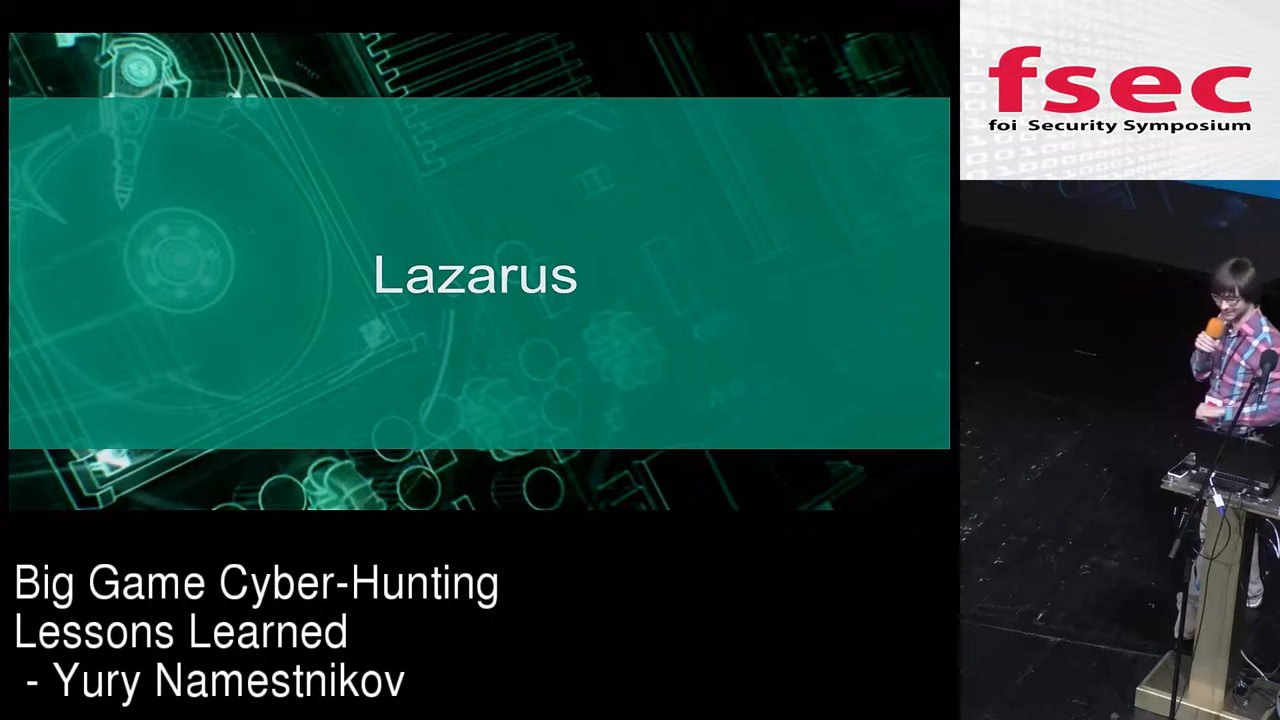 Lazarus
fsec
foi Security Symposium
Big Game Cyber-Hunting
Lessons Learned
- Yury Namestnikov